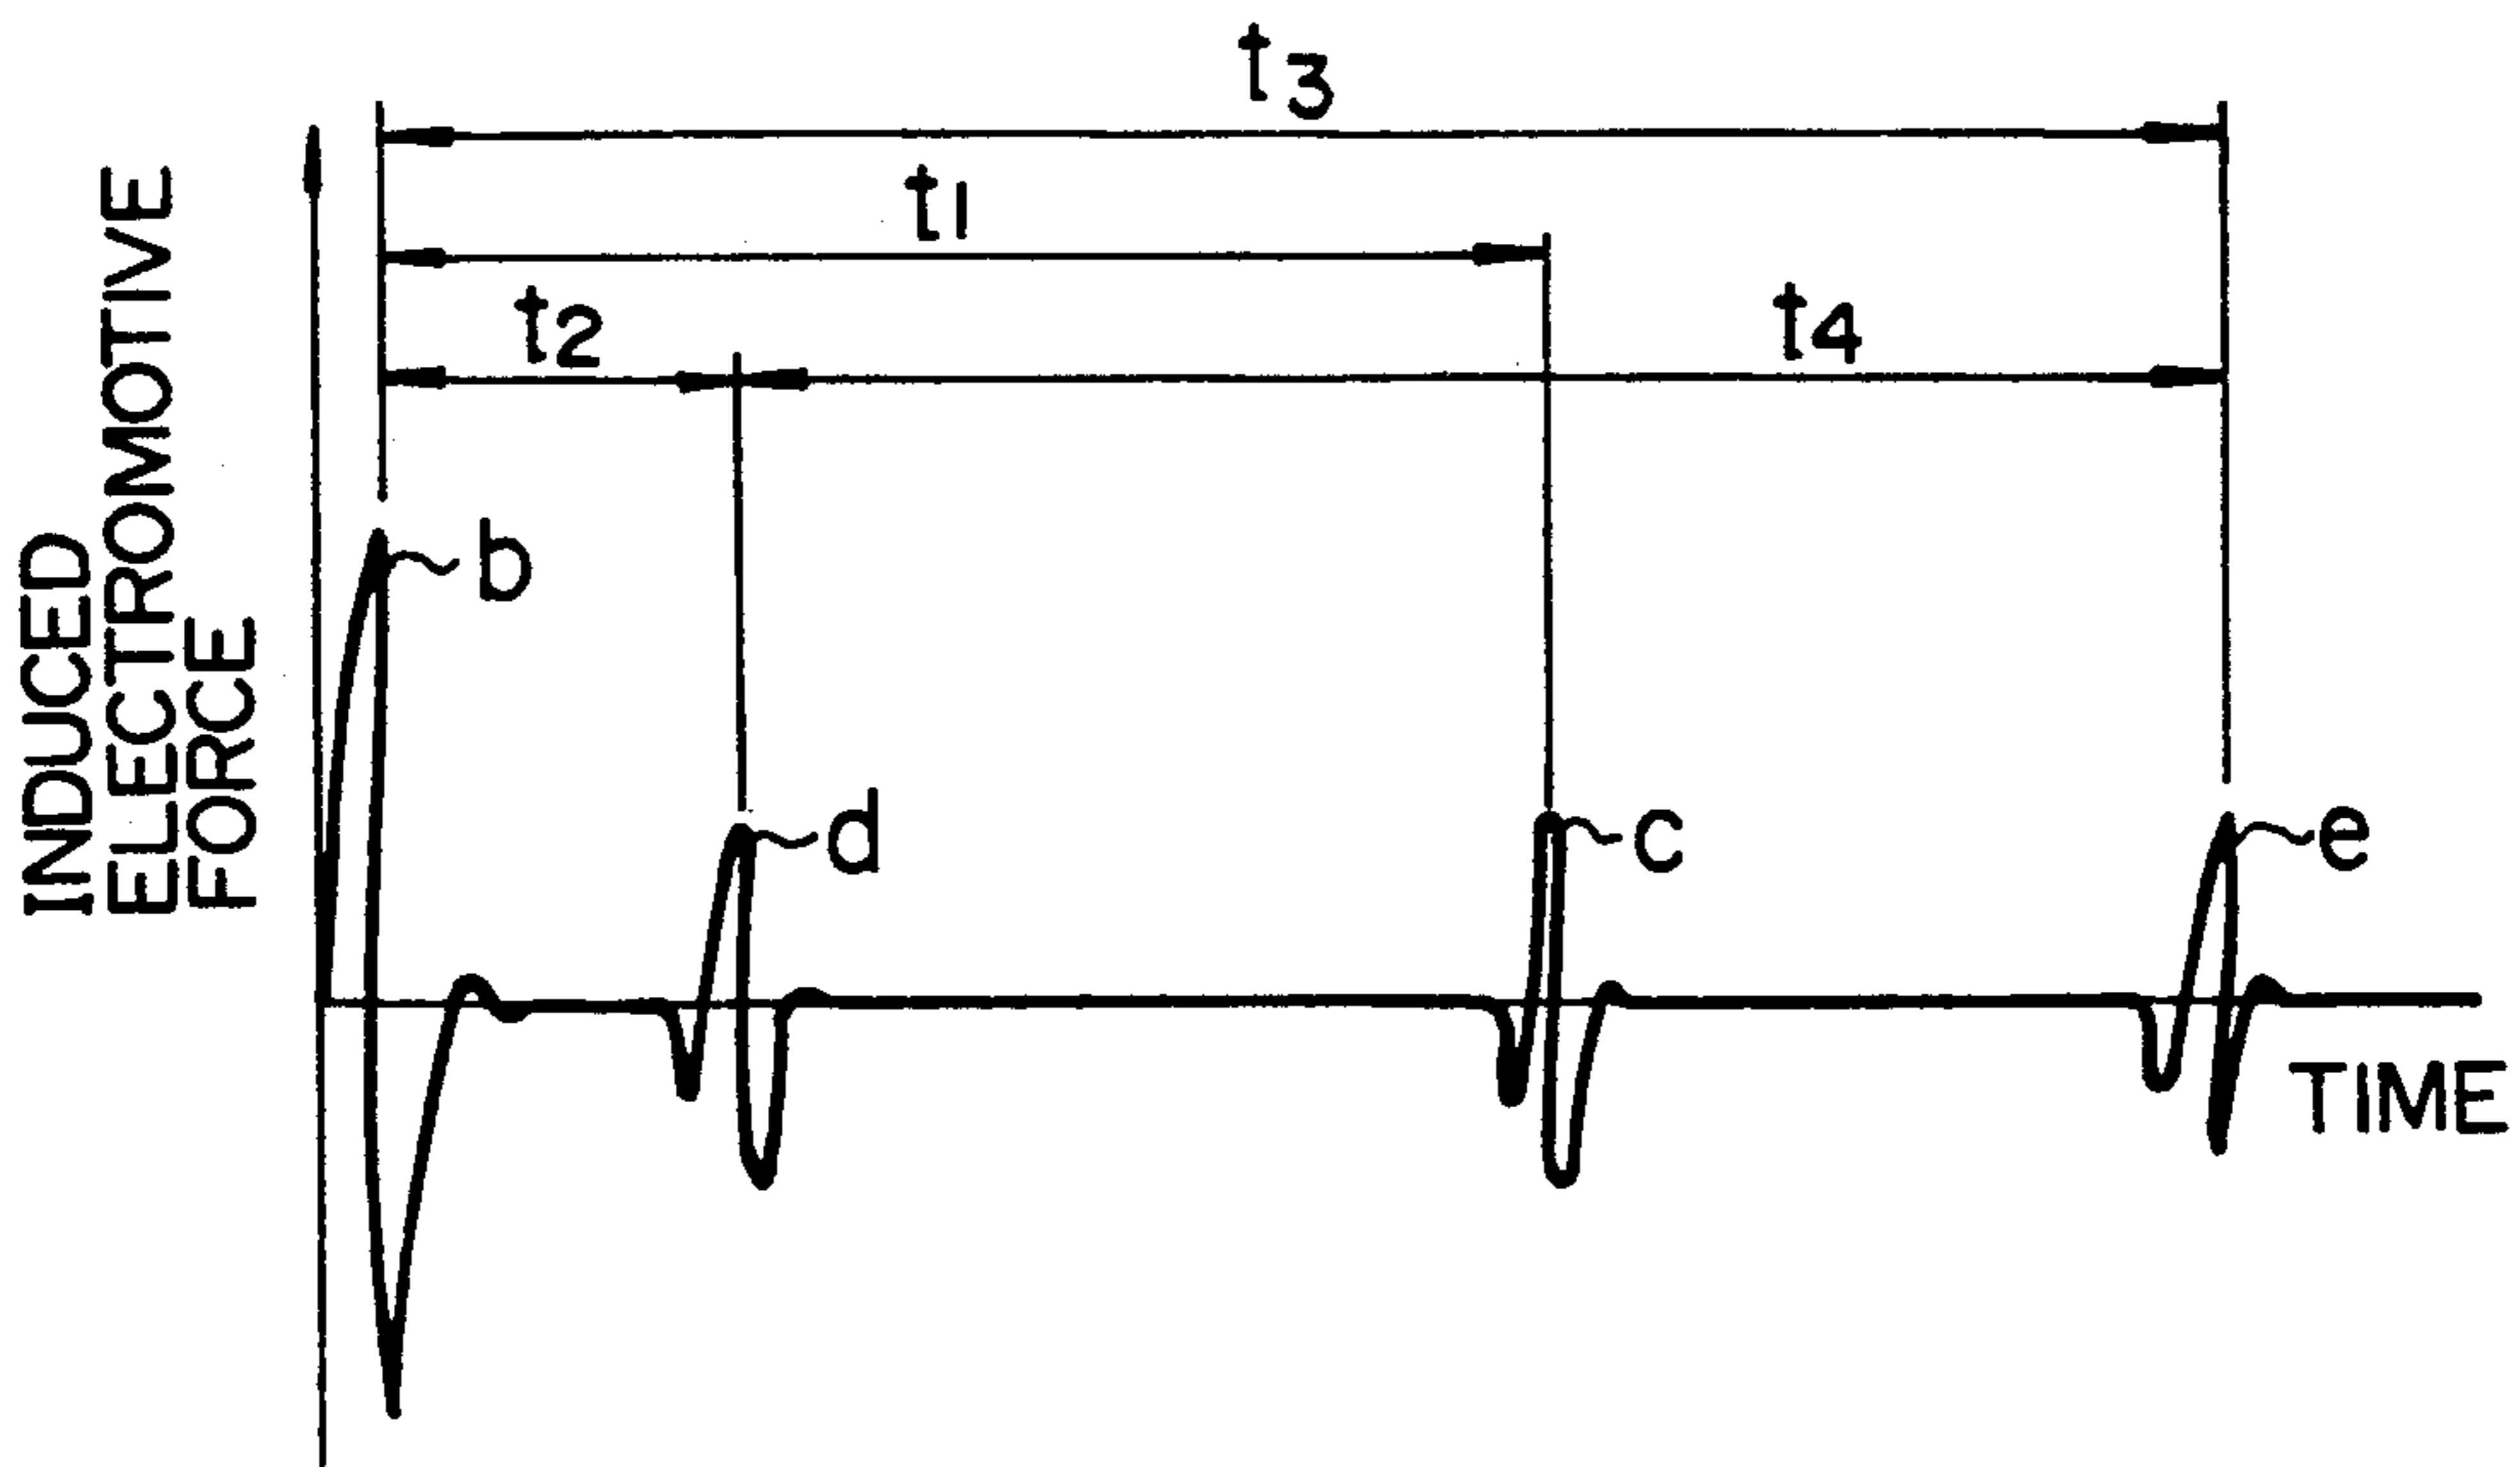 t3
t1
t2
t4
INDUCED
ELECTROMOTIVE
FORCE
b
d
c
e
TIME